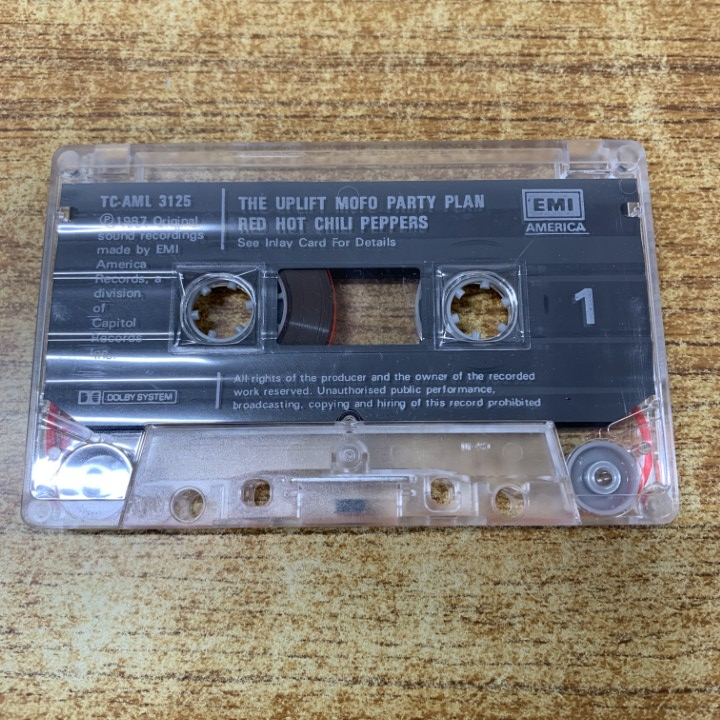 TC-AML 3125
Ⓟ1987 Original
sound recordings
made by EMI
America
Records, a
division
of
Capitol
Records
Inc.
DOLBY SYSTEM
THE UPLIFT MOFO PARTY PLAN
RED HOT CHILI PEPPERS
See Inlay Card For Details
EMI
AMERICA
1
All rights of the producer and the owner of the recorded
work reserved. Unauthorised public performance,
broadcasting, copying and hiring of this record prohibited